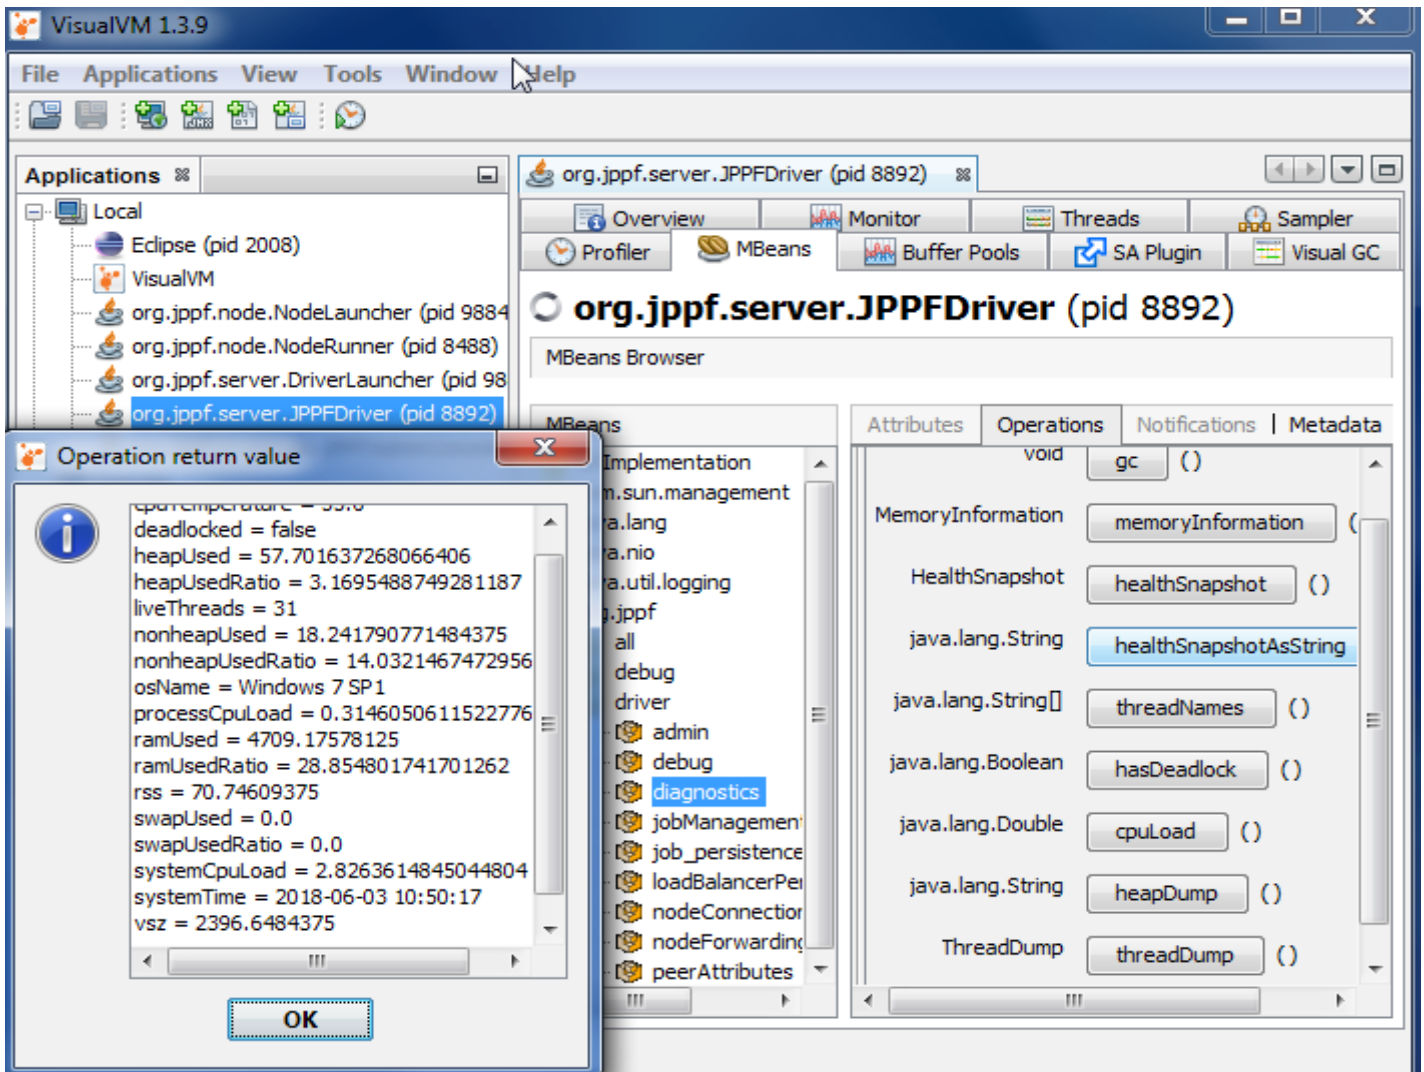 VisualVM 1.3.9
File Applications View Tools Window Help
Applications
Local
Eclipse (pid 2008)
VisualVM
org.jppf.node.NodeLauncher (pid 9884
org.jppf.node.NodeRunner (pid 8488)
org.jppf.server.DriverLauncher (pid 98
org.jppf.server.JPPFDriver (pid 8892)
org.jppf.server.JPPFDriver (pid 8892)
Overview Monitor Threads Sampler
Profiler MBeans Buffer Pools SA Plugin Visual GC
org.jppf.server.JPPFDriver (pid 8892)
MBeans Browser
MBeans
Implementation
m.sun.management
a.lang
a.nio
a.util.logging
g.jppf
all
debug
driver
admin
debug
diagnostics
jobManagement
job_persistence
loadBalancerPer
nodeConnection
nodeForwarding
peerAttributes
Attributes Operations Notifications Metadata
void gc ()
MemoryInformation memoryInformation (
HealthSnapshot healthSnapshot ()
java.lang.String healthSnapshotAsString
java.lang.String[] threadNames ()
java.lang.Boolean hasDeadlock ()
java.lang.Double cpuLoad ()
java.lang.String heapDump ()
ThreadDump threadDump ()
Operation return value
deadlocked = false
heapUsed = 57.701637268066406
heapUsedRatio = 3.1695488749281187
liveThreads = 31
nonheapUsed = 18.241790771484375
nonheapUsedRatio = 14.0321467472956
osName = Windows 7 SP1
processCpuLoad = 0.3146050611522776
ramUsed = 4709.17578125
ramUsedRatio = 28.854801741701262
rss = 70.74609375
swapUsed = 0.0
swapUsedRatio = 0.0
systemCpuLoad = 2.8263614845044804
systemTime = 2018-06-03 10:50:17
vsz = 2396.6484375
OK